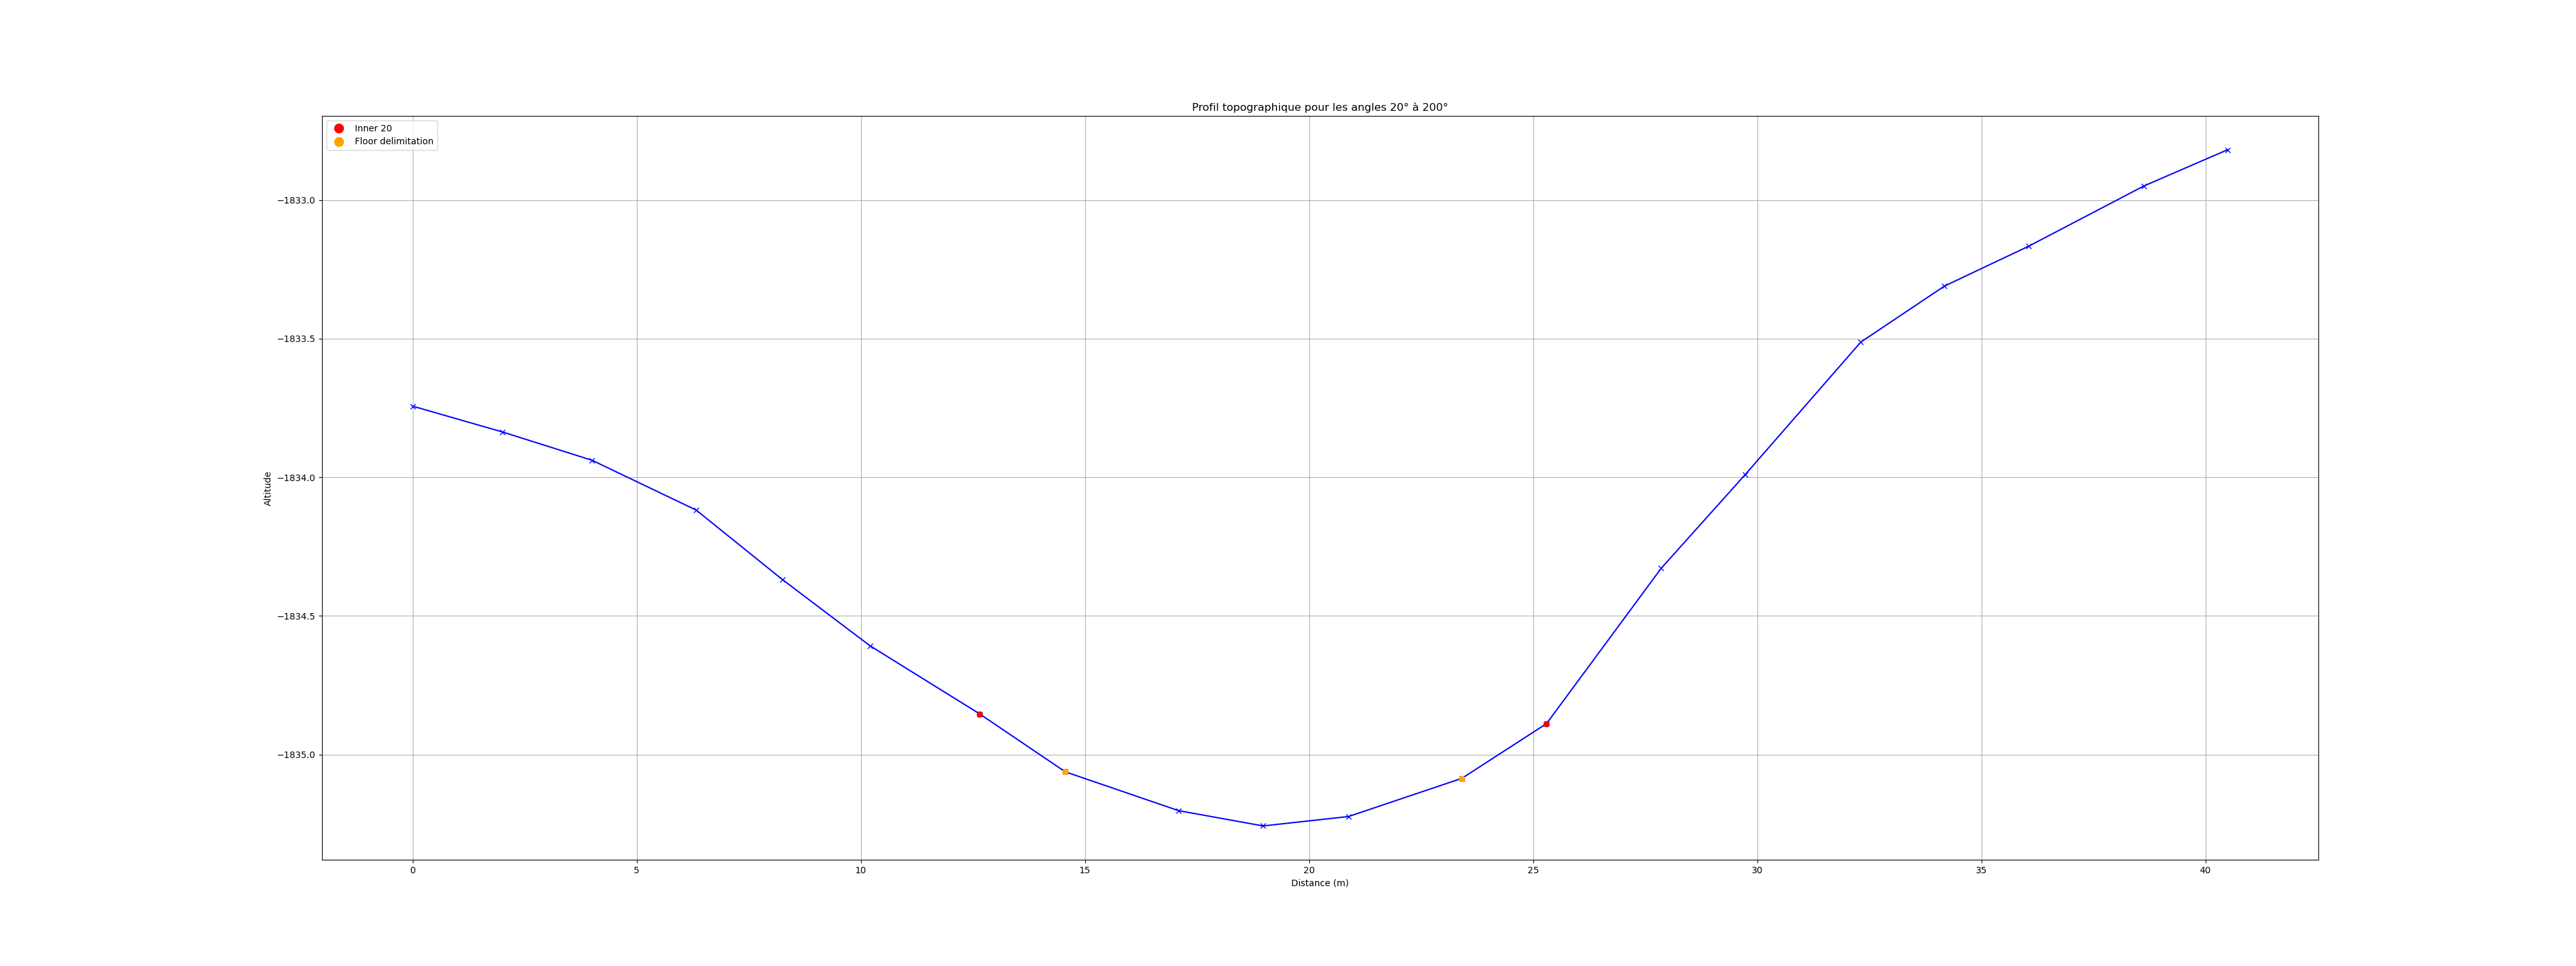 Profil topographique pour les angles 20° à 200°
Inner 20
Floor delimitation
−1833.0
−1833.5
−1834.0
−1834.5
−1835.0
Altitude
0 5 10 15 20 25 30 35 40
Distance (m)